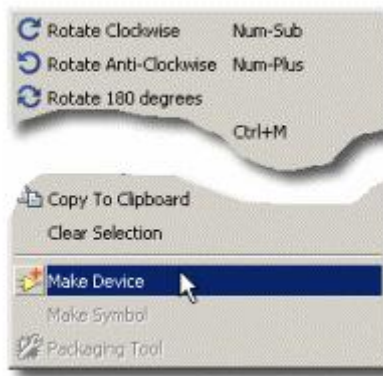 Rotate Clockwise Num-Sub
Rotate Anti-Clockwise Num-Plus
Rotate 180 degrees
Ctrl+M
Copy To Clipboard
Clear Selection
Make Device
Make Symbol
Packaging Tool